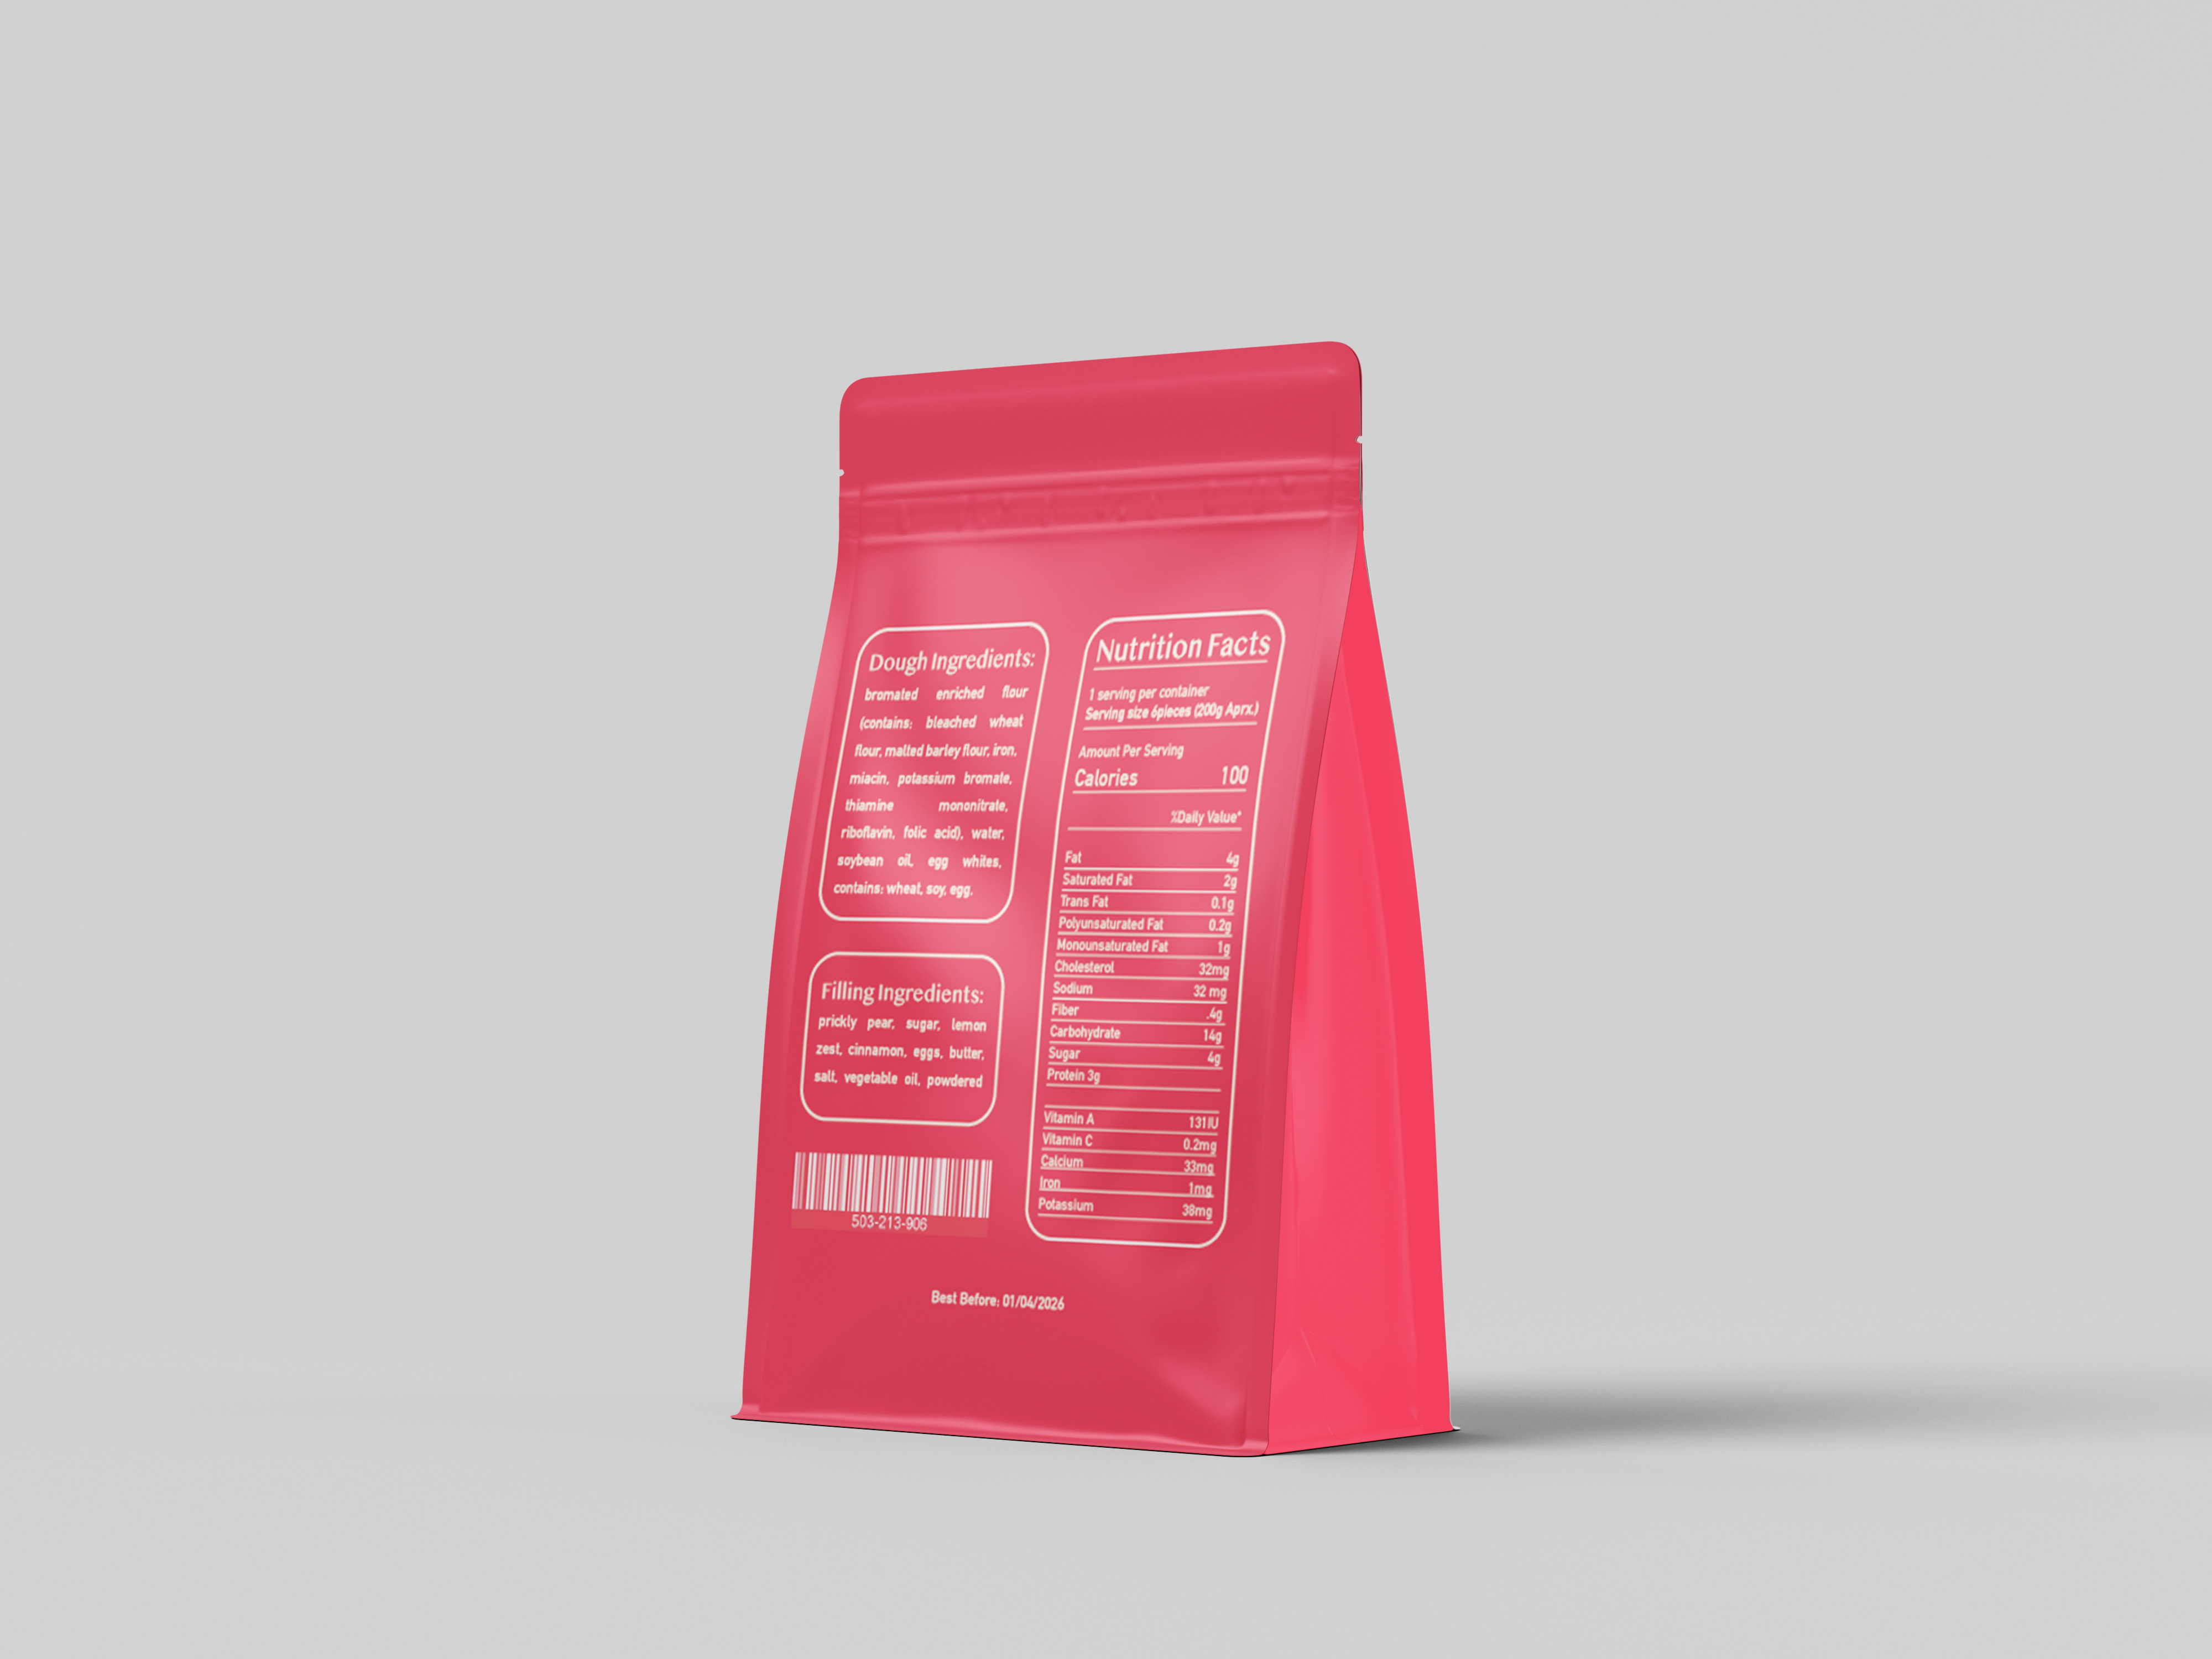 Dough Ingredients:
bromated enriched flour
(contains: bleached wheat
flour, malted barley flour, iron,
miacin, potassium bromate,
thiamine mononitrate,
riboflavin, folic acid), water,
soybean oil, egg whites,
contains: wheat, soy, egg.
Filling Ingredients:
prickly pear, sugar, lemon
zest, cinnamon, eggs, butter,
salt, vegetable oil, powdered
503-213-906
Nutrition Facts
1 serving per container
Serving size 6pieces (200g Aprx.)
Amount Per Serving
Calories 100
%Daily Value*
Fat 4g
Saturated Fat 2g
Trans Fat 0.1g
Polyunsaturated Fat 0.2g
Monounsaturated Fat 1g
Cholesterol 32mg
Sodium 32 mg
Fiber .4g
Carbohydrate 14g
Sugar 4g
Protein 3g
Vitamin A 131IU
Vitamin C 0.2mg
Calcium 33mg
Iron 1mg
Potassium 38mg
Best Before: 01/04/2026